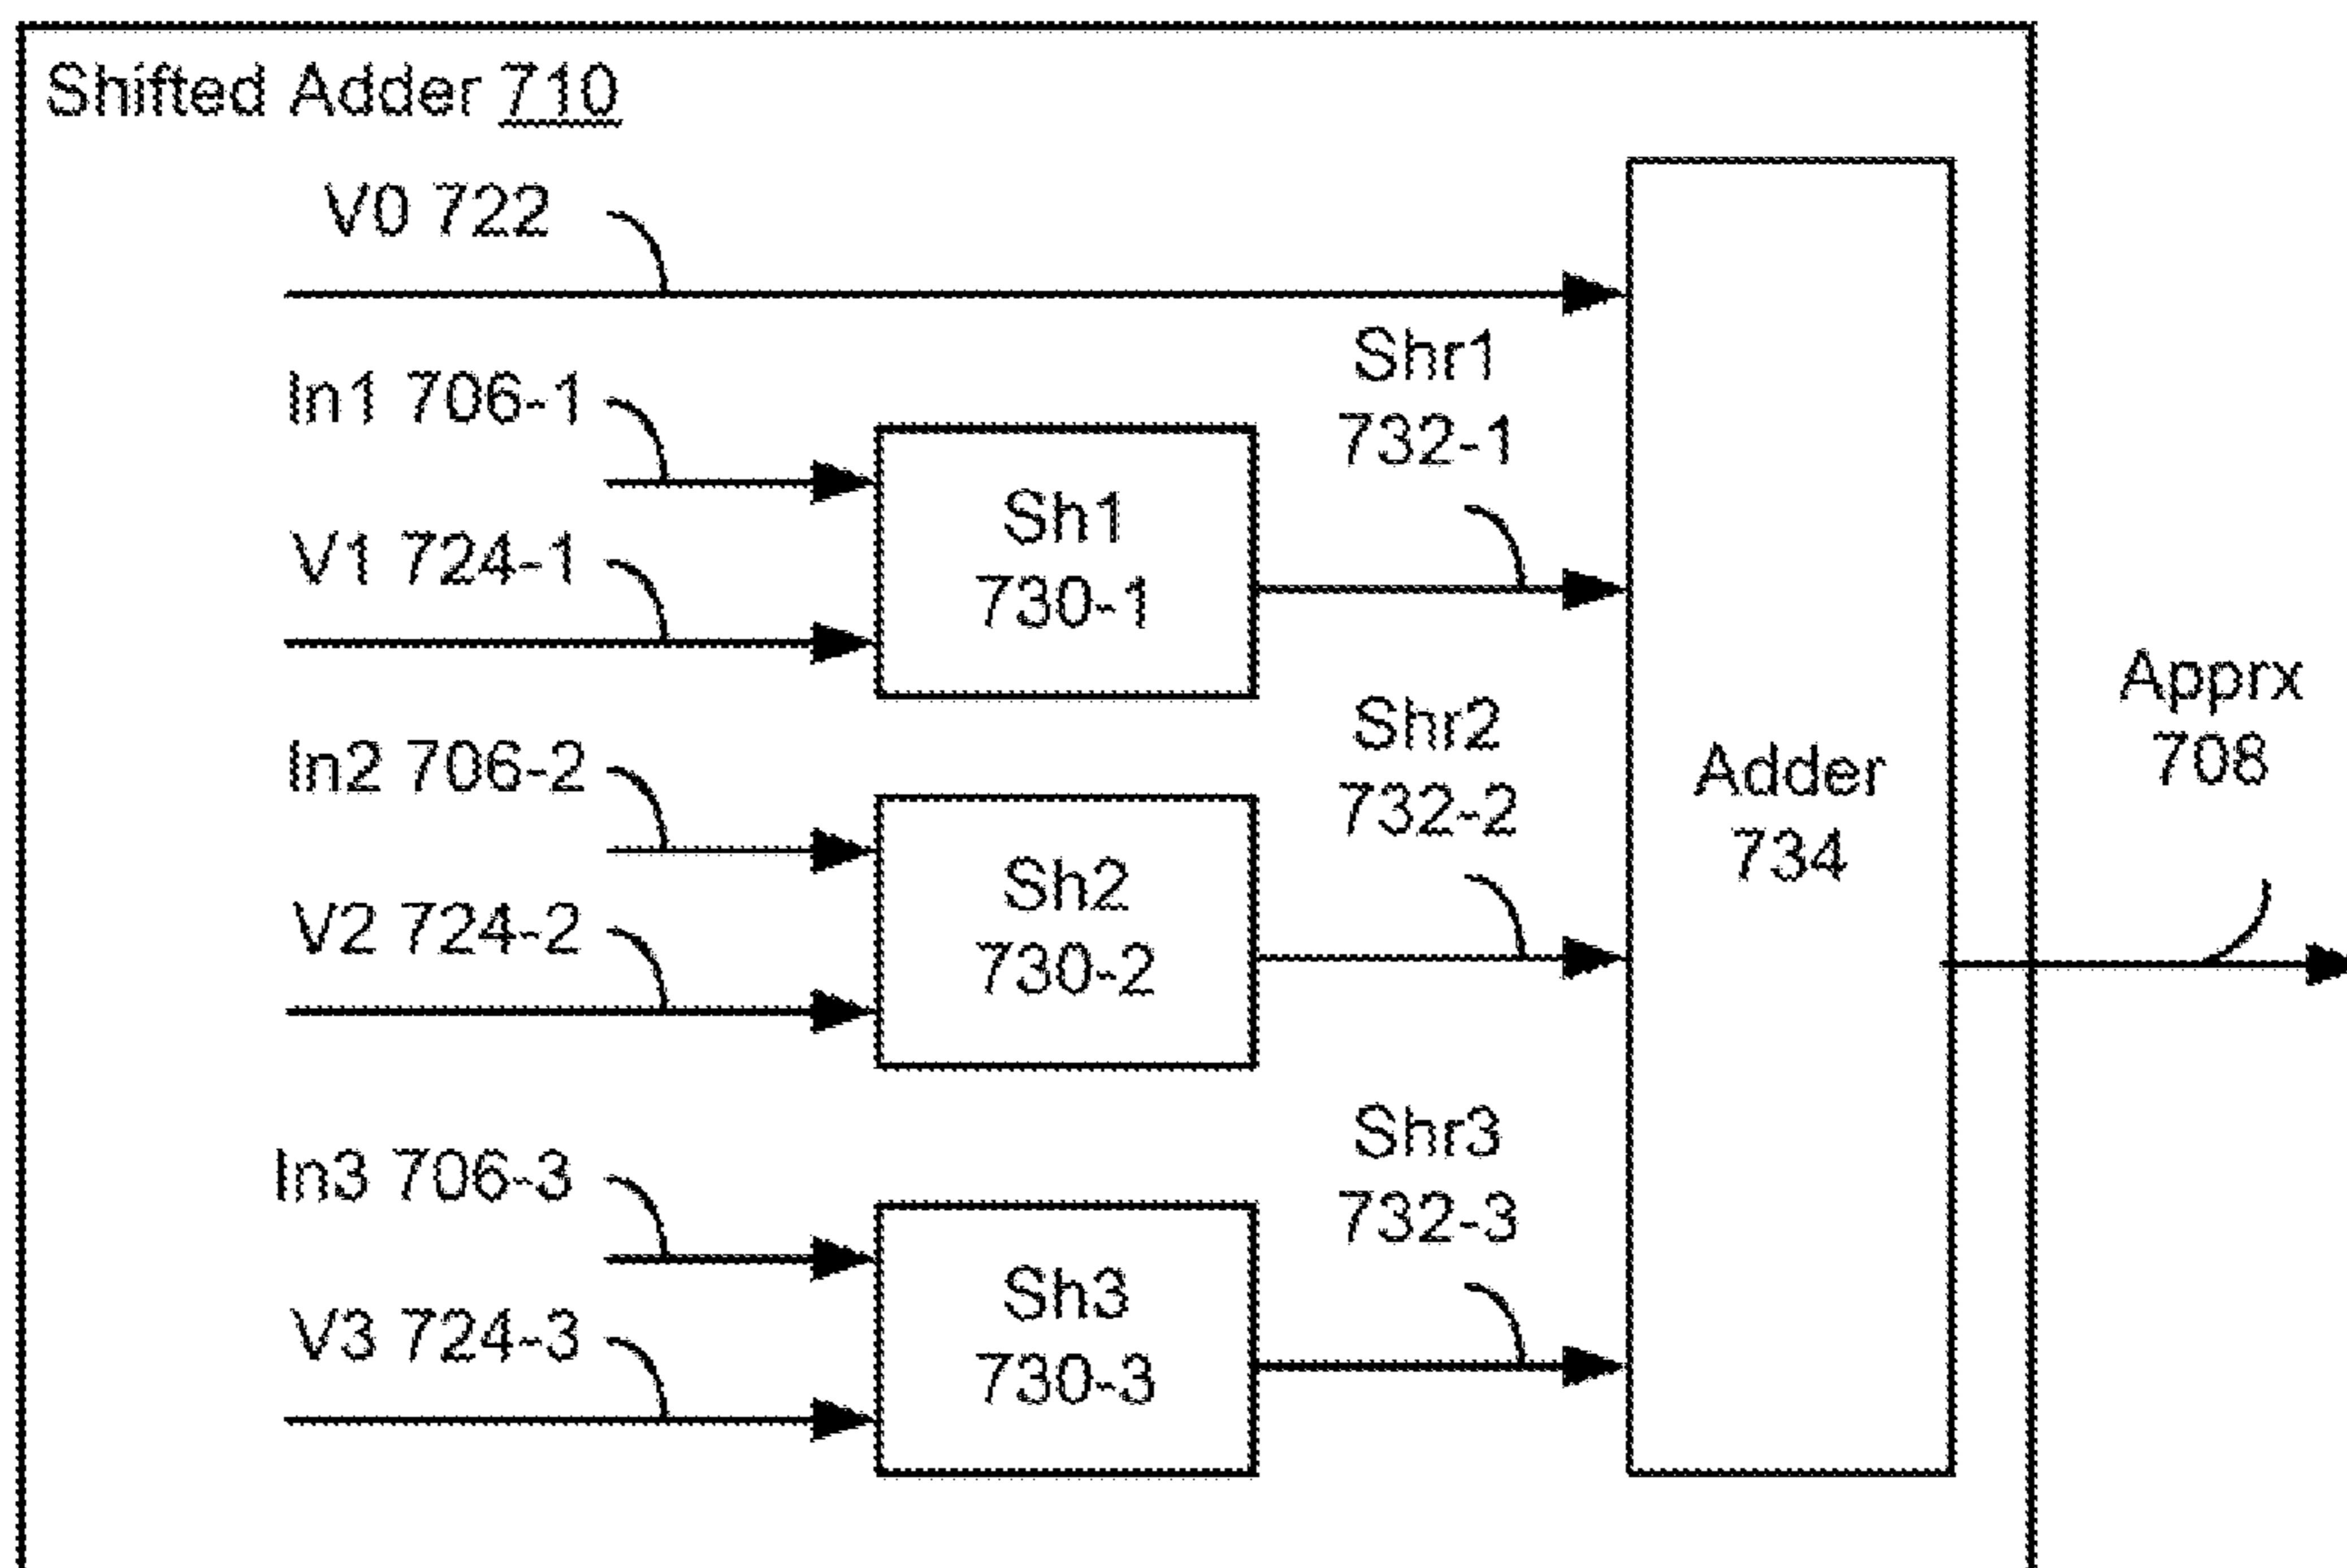 Shifted Adder 710
V0 722
In1 706-1
V1 724-1
Sh1
730-1
Shr1
732-1
In2 706-2
V2 724-2
Sh2
730-2
Shr2
732-2
In3 706-3
V3 724-3
Sh3
730-3
Shr3
732-3
Adder
734
Apprx
708